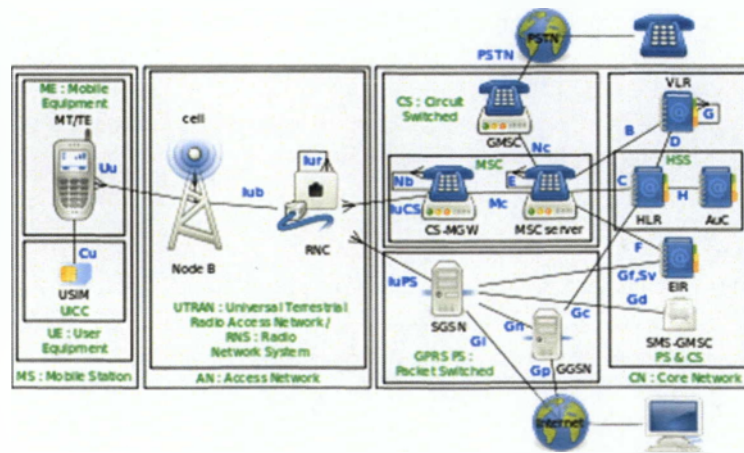 PSTN
PSTN
ME : Mobile
Equipment
MT/TE
cell
CS : Circuit
Switched
GMSC
VLR
G
B
D
Nc
Iur
MSC
HSS
Uu
Iub
Nb
E
C
H
IuCS
Mc
CS-MGW
MSC server
HLR
AuC
Cu
Node B
RNC
F
USIM
UICC
IuPS
Gf,Sv
EIR
Gd
UTRAN : Universal Terrestrial
Radio Access Network /
RNS : Radio
Network System
SGSN
Gn
Gc
SMS-GMSC
PS & CS
UE : User
Equipment
GPRS PS :
Packet Switched
Gi
Gp
GGSN
MS : Mobile Station
AN : Access Network
CN : Core Network
Internet